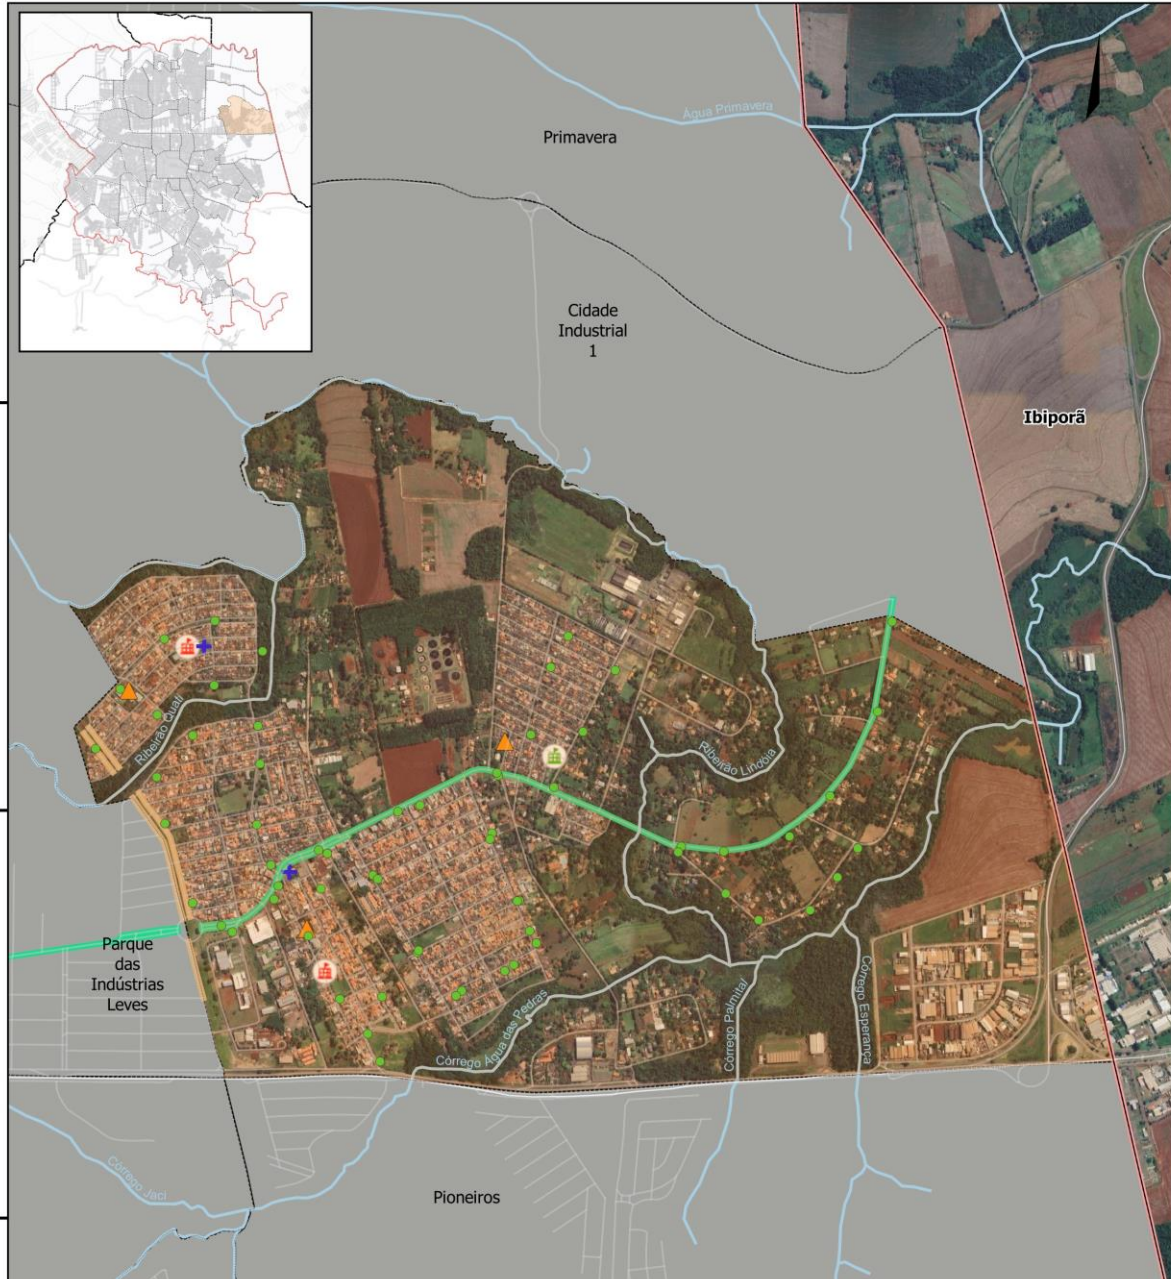 Água Primavera
Primavera
Cidade
Industrial
1
Ibiporã
Ribeirão Quati
Ribeirão Lindóia
Parque
das
Indústrias
Leves
Córrego Água das Pedras
Córrego Palmital
Córrego Esperança
Córrego Jaci
Pioneiros